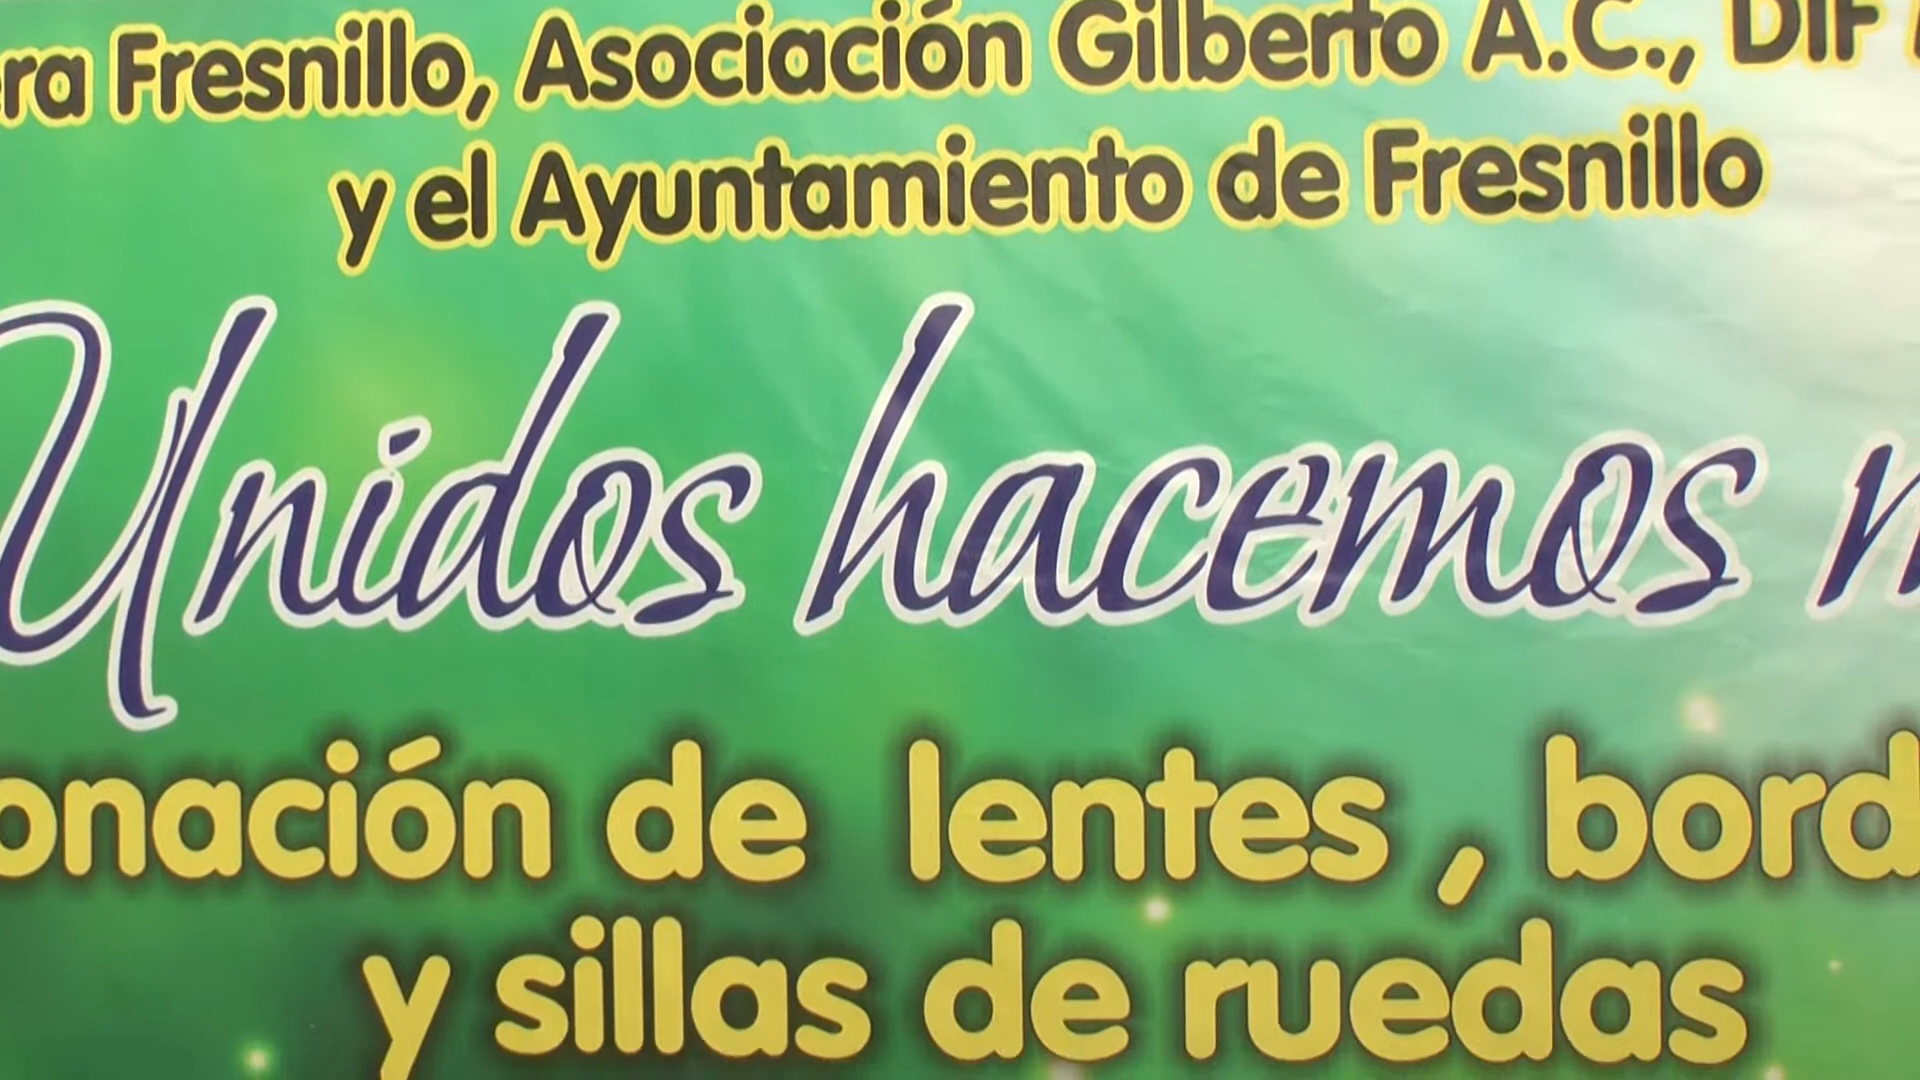 Fresnillo, Asociación Gilberto A.C., DIF
y el Ayuntamiento de Fresnillo
Unidos hacemos
onación de lentes, bord
y sillas de ruedas